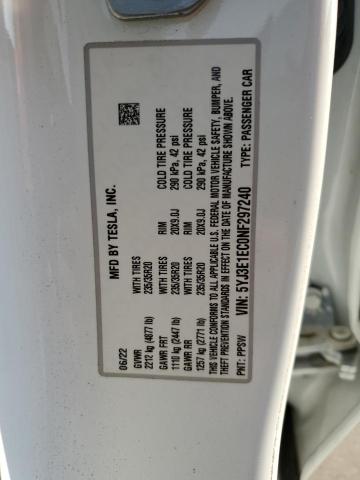 MFD BY TESLA, INC.
06/22
GVWR WITH TIRES RIM COLD TIRE PRESSURE
2212 kg (4877 lb) 235/35R20 20X9.0J 290 kPa, 42 psi
GAWR FRT WITH TIRES RIM COLD TIRE PRESSURE
1110 kg (2447 lb) 235/35R20 20X9.0J 290 kPa, 42 psi
GAWR RR
1257 kg (2771 lb) 235/35R20
THIS VEHICLE CONFORMS TO ALL APPLICABLE U.S. FEDERAL MOTOR VEHICLE SAFETY, BUMPER, AND
THEFT PREVENTION STANDARDS IN EFFECT ON THE DATE OF MANUFACTURE SHOWN ABOVE.
VIN: 5YJ3E1EC0NF297240
PNT: PPSW TYPE: PASSENGER CAR